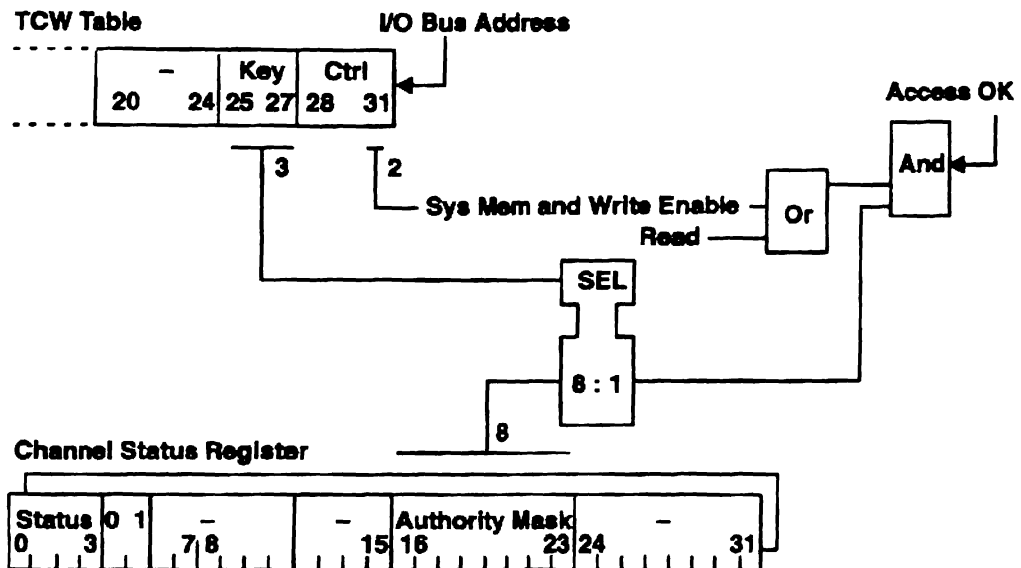 TCW Table
I/O Bus Address
– Key Ctrl
20 24 25 27 28 31
Access OK
And
3
2
Sys Mem and Write Enable
Or
Read
SEL
8 : 1
8
Channel Status Register
Status 0 1 – – Authority Mask –
0 3 7 8 15 16 23 24 31